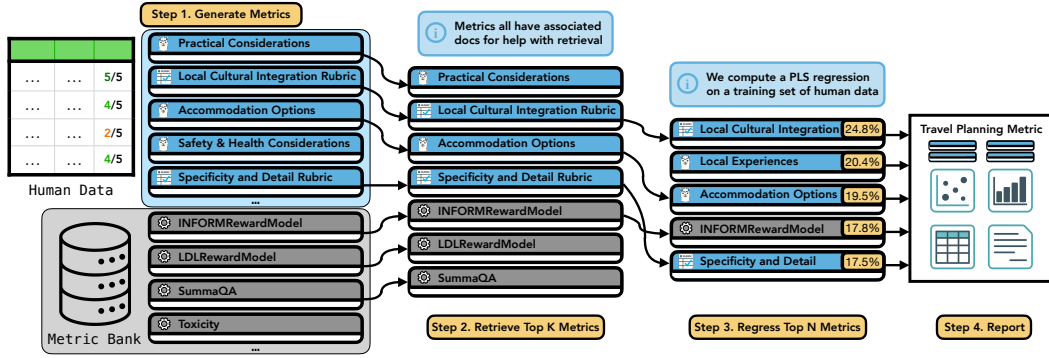 Step 1. Generate Metrics
... ... 5/5
... ... 4/5
... ... 2/5
... ... 4/5
Human Data
Practical Considerations
Local Cultural Integration Rubric
Accommodation Options
Safety & Health Considerations
Specificity and Detail Rubric
...
INFORMRewardModel
LDLRewardModel
SummaQA
Toxicity
...
Metric Bank
Metrics all have associated
docs for help with retrieval
Practical Considerations
Local Cultural Integration Rubric
Accommodation Options
Specificity and Detail Rubric
INFORMRewardModel
LDLRewardModel
SummaQA
Step 2. Retrieve Top K Metrics
We compute a PLS regression
on a training set of human data
Local Cultural Integration 24.8%
Local Experiences 20.4%
Accommodation Options 19.5%
INFORMRewardModel 17.8%
Specificity and Detail 17.5%
Step 3. Regress Top N Metrics
Travel Planning Metric
Step 4. Report